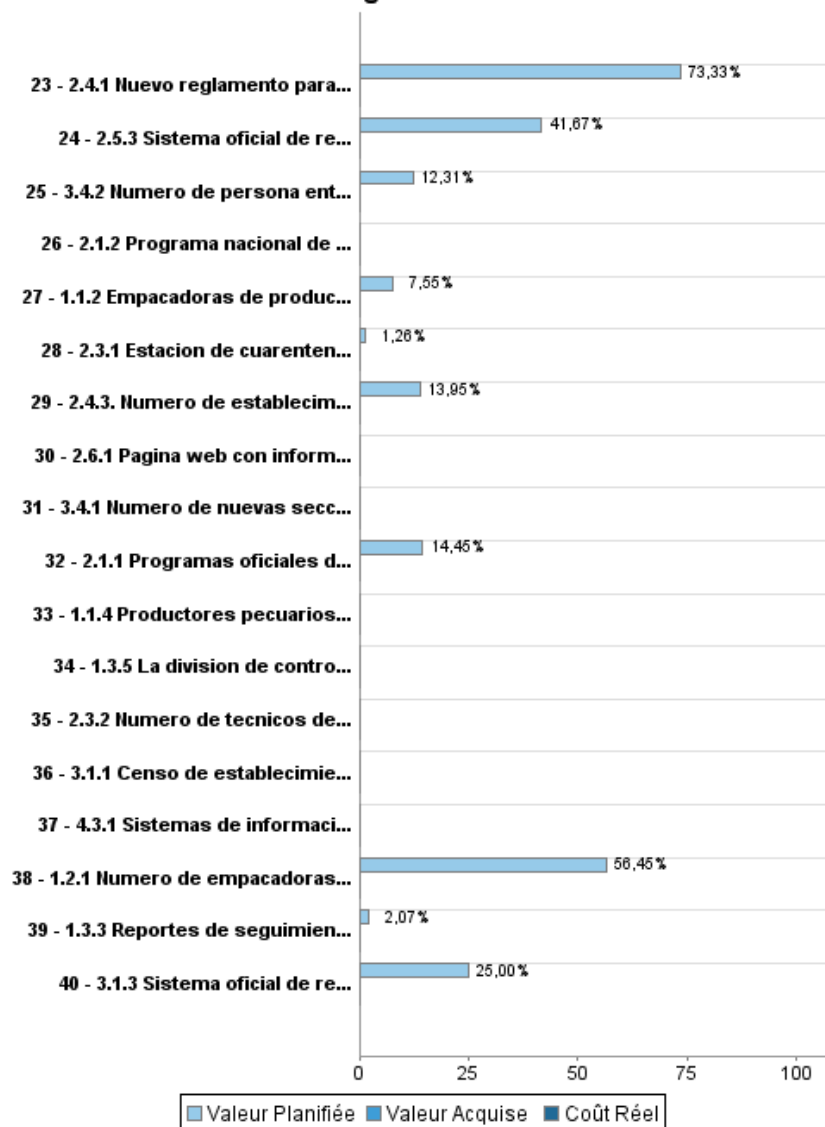 23 - 2.4.1 Nuevo reglamento para... 73,33%
24 - 2.5.3 Sistema oficial de re... 41,67%
25 - 3.4.2 Numero de persona ent... 12,31%
26 - 2.1.2 Programa nacional de ...
27 - 1.1.2 Empacadoras de produc... 7,55%
28 - 2.3.1 Estacion de cuarenten... 1,26%
29 - 2.4.3. Numero de establecim... 13,95%
30 - 2.6.1 Pagina web con inform...
31 - 3.4.1 Numero de nuevas secc...
32 - 2.1.1 Programas oficiales d... 14,45%
33 - 1.1.4 Productores pecuarios...
34 - 1.3.5 La division de contro...
35 - 2.3.2 Numero de tecnicos de...
36 - 3.1.1 Censo de establecimie...
37 - 4.3.1 Sistemas de informaci...
38 - 1.2.1 Numero de empacadoras... 56,45%
39 - 1.3.3 Reportes de seguimien... 2,07%
40 - 3.1.3 Sistema oficial de re... 25,00%
0 25 50 75 100
Valeur Planifiée Valeur Acquise Coût Réel